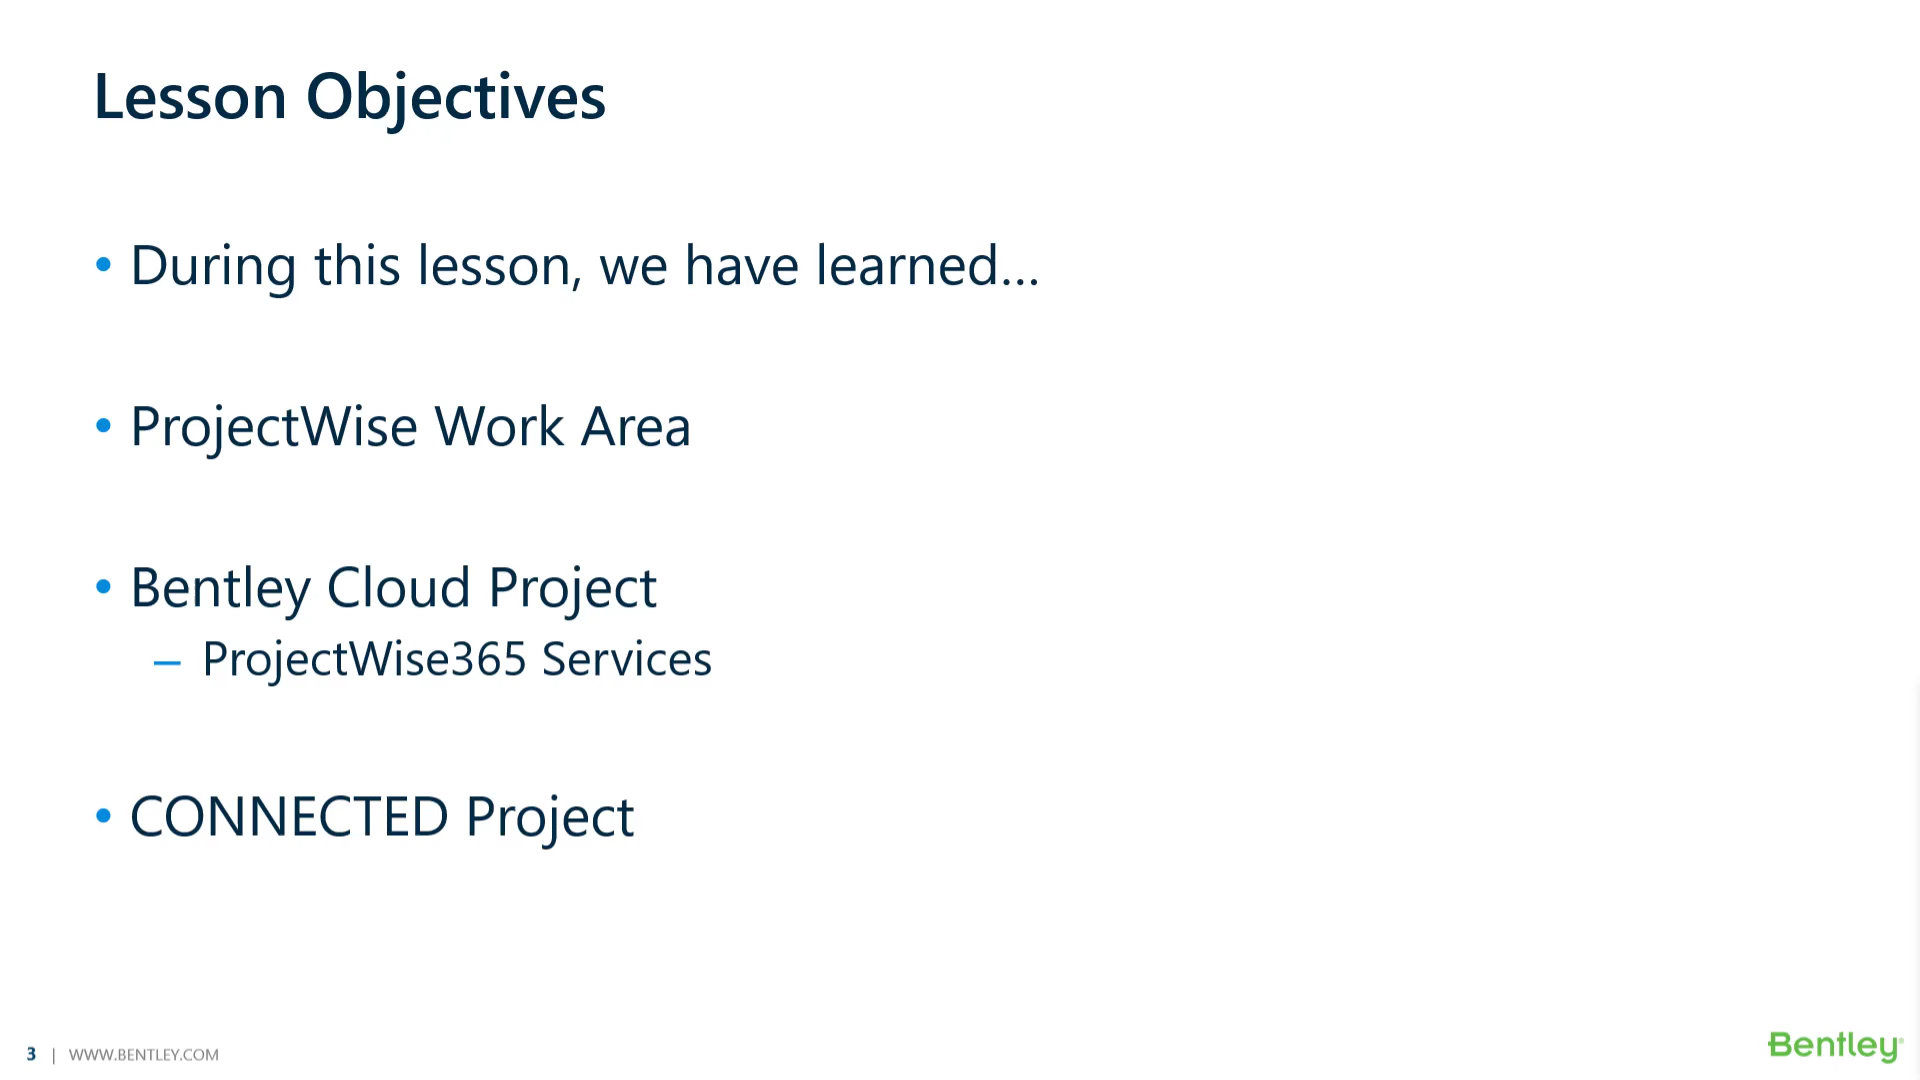 Lesson Objectives
• During this lesson, we have learned...
• ProjectWise Work Area
• Bentley Cloud Project
– ProjectWise365 Services
• CONNECTED Project
3 | WWW.BENTLEY.COM
Bentley